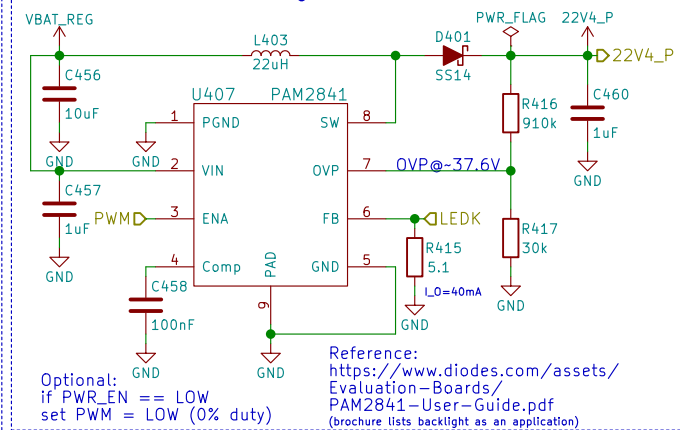 VBAT_REG
PWR_FLAG
22V4_P
L403
22uH
D401
SS14
22V4_P
C456
10uF
GND
U407
PAM2841
1
PGND
SW
8
GND
R416
910k
C460
1uF
GND
2
VIN
OVP
7
OVP@~37.6V
C457
1uF
GND
PWM
3
ENA
FB
6
LEDK
R417
30k
GND
R415
5.1
I_O=40mA
GND
4
Comp
PAD
GND
5
9
C458
100nF
GND
GND
Optional:
if PWR_EN == LOW
set PWM = LOW (0% duty)
Reference:
https://www.diodes.com/assets/
Evaluation-Boards/
PAM2841-User-Guide.pdf
(brochure lists backlight as an application)